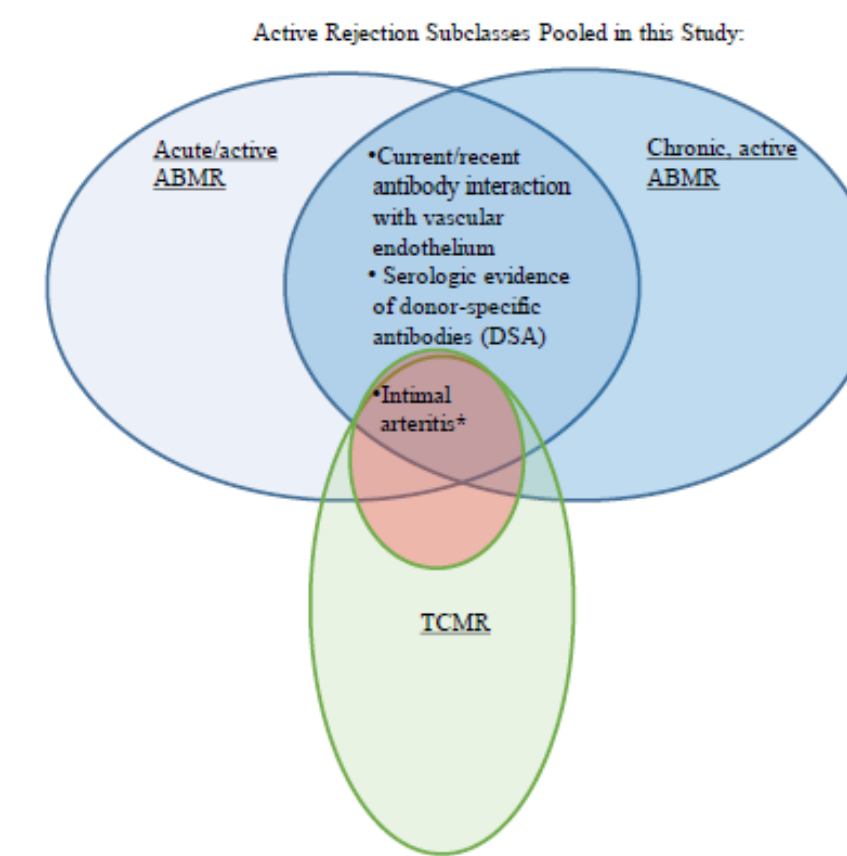 Active Rejection Subclasses Pooled in this Study:
Acute/active
ABMR
•Current/recent
antibody interaction
with vascular
endothelium
• Serologic evidence
of donor-specific
antibodies (DSA)
•Intimal
arteritis*
Chronic, active
ABMR
TCMR